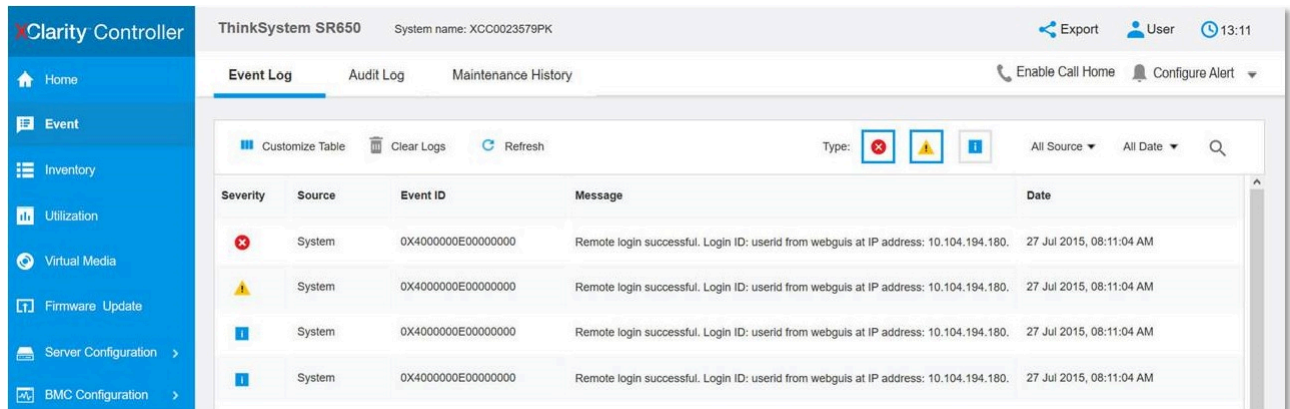 XClarity Controller
ThinkSystem SR650 System name: XCC0023579PK Export User 13:11
Home
Event Log Audit Log Maintenance History Enable Call Home Configure Alert
Event
Customize Table Clear Logs Refresh Type: All Source All Date
Inventory
Severity Source Event ID Message Date
Utilization
System 0X4000000E00000000 Remote login successful. Login ID: userid from webguis at IP address: 10.104.194.180. 27 Jul 2015, 08:11:04 AM
Virtual Media
System 0X4000000E00000000 Remote login successful. Login ID: userid from webguis at IP address: 10.104.194.180. 27 Jul 2015, 08:11:04 AM
Firmware Update
System 0X4000000E00000000 Remote login successful. Login ID: userid from webguis at IP address: 10.104.194.180. 27 Jul 2015, 08:11:04 AM
Server Configuration
System 0X4000000E00000000 Remote login successful. Login ID: userid from webguis at IP address: 10.104.194.180. 27 Jul 2015, 08:11:04 AM
BMC Configuration